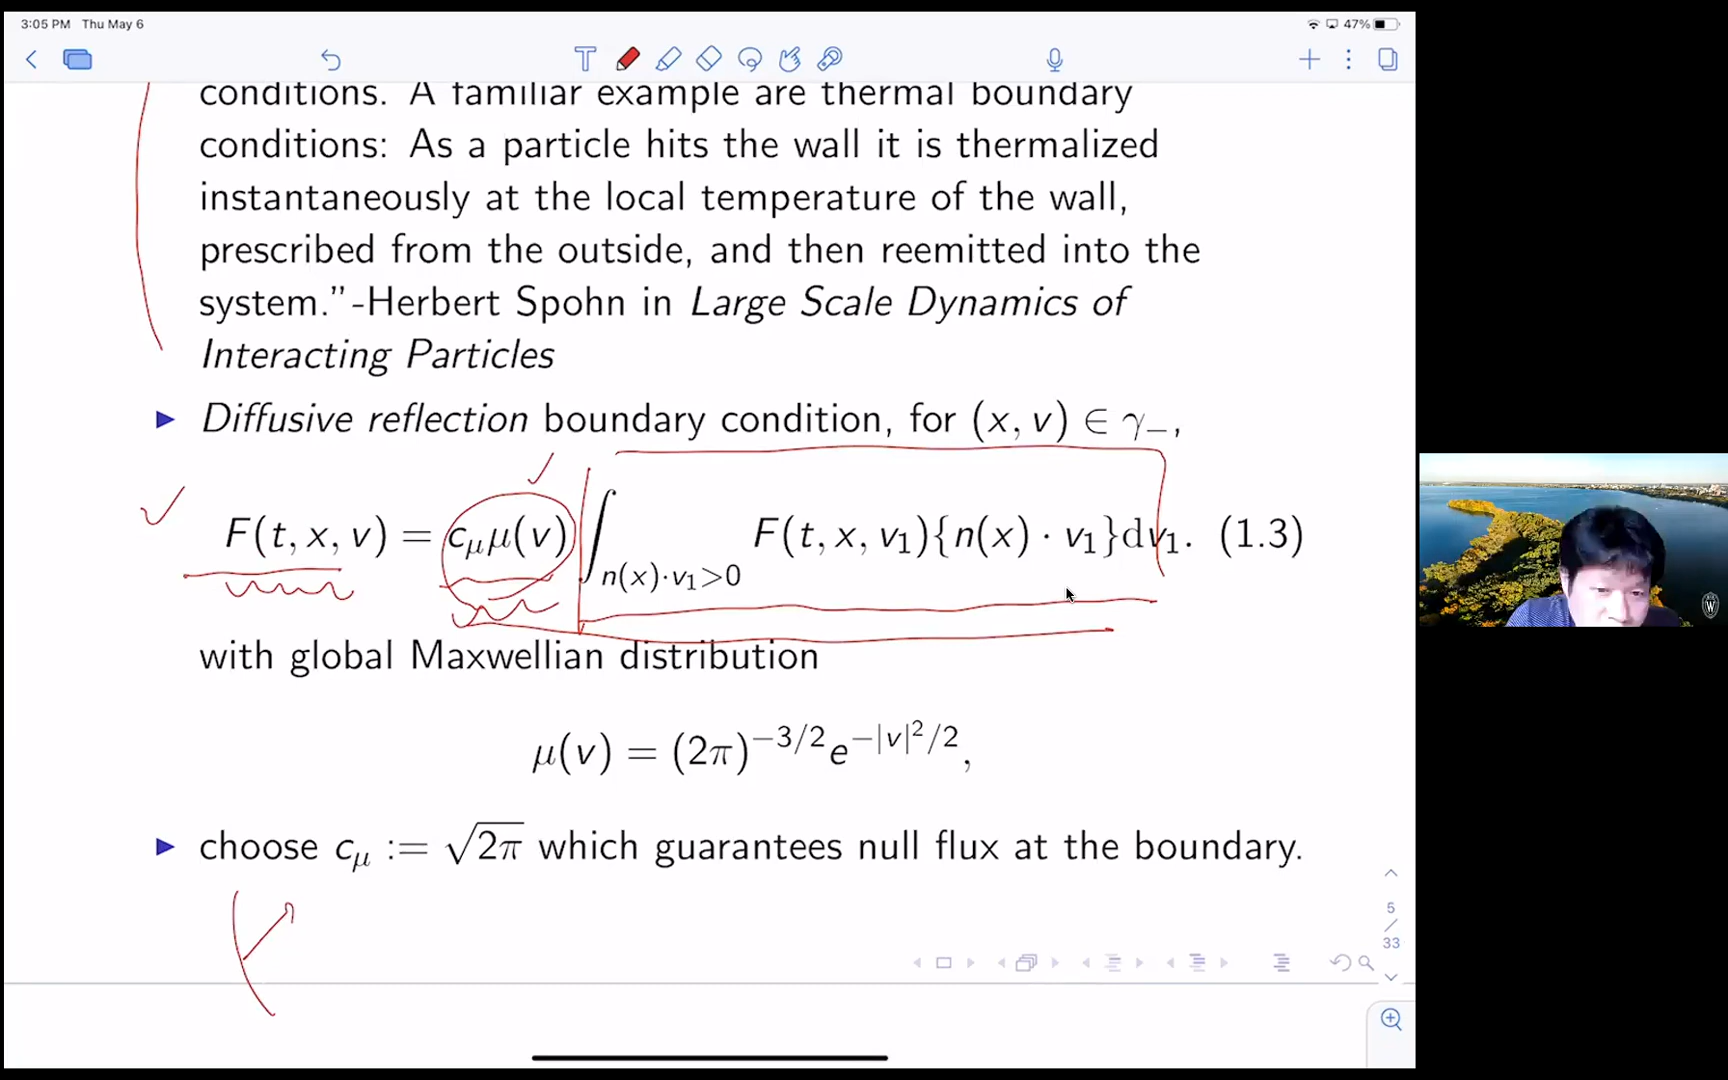 3:05 PM Thu May 6
47%
conditions. A familiar example are thermal boundary
conditions: As a particle hits the wall it is thermalized
instantaneously at the local temperature of the wall,
prescribed from the outside, and then reemitted into the
system." -Herbert Spohn in Large Scale Dynamics of
Interacting Particles
▶ Diffusive reflection boundary condition, for (x, v) ∈ γ₋,
F(t, x, v) = c_μ μ(v) ∫_{n(x)·v₁>0} F(t, x, v₁){n(x) · v₁}dv₁. (1.3)
with global Maxwellian distribution
μ(v) = (2π)^{−3/2} e^{−|v|²/2},
▶ choose c_μ := √2π which guarantees null flux at the boundary.
5
/
33